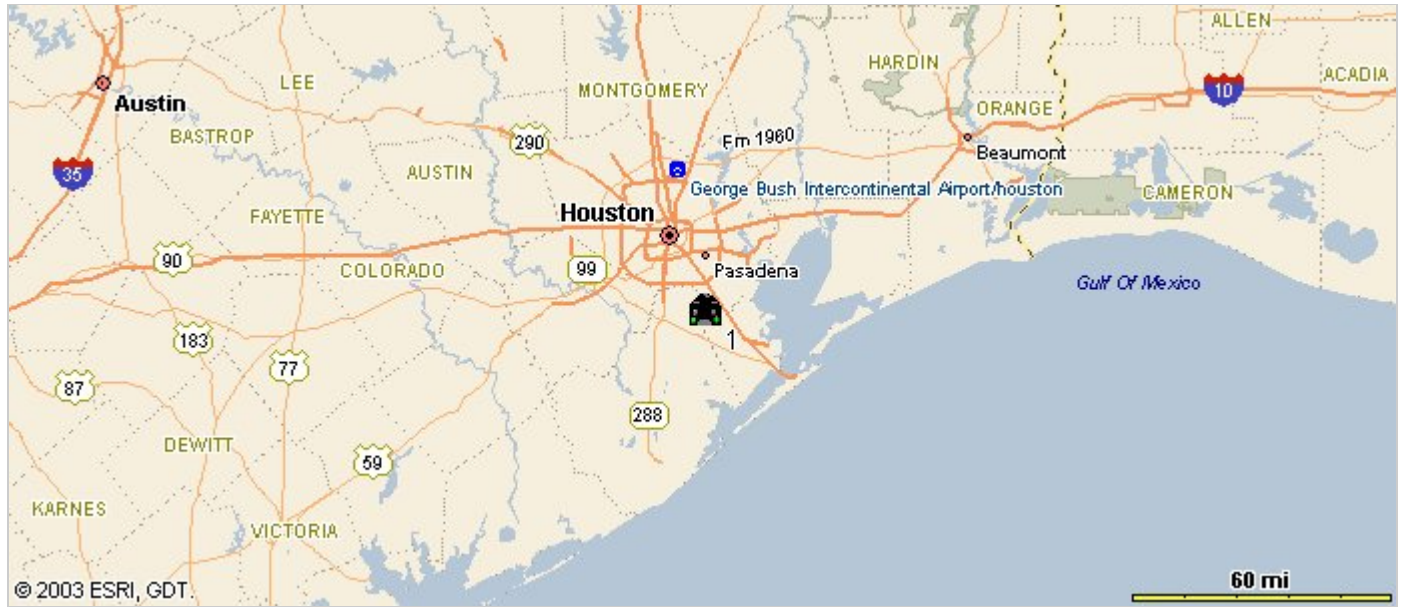 ALLEN
HARDIN
LEE
ACADIA
10
MONTGOMERY
Austin
ORANGE
BASTROP
290
Fm 1960
Beaumont
35
AUSTIN
George Bush Intercontinental Airport/houston
CAMERON
FAYETTE
Houston
90
COLORADO
99
Pasadena
Gulf Of Mexico
183
1
77
87
288
DEWITT
59
KARNES
VICTORIA
60 mi
© 2003 ESRI, GDT.